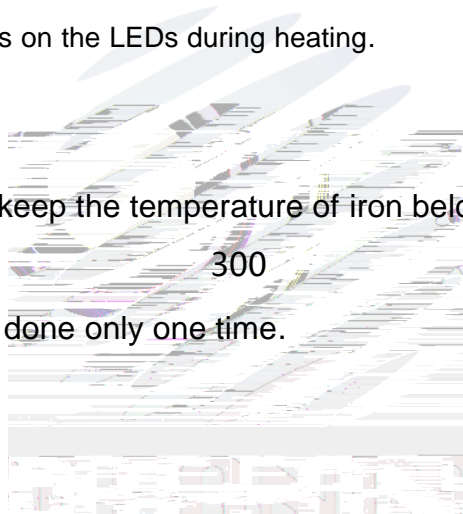 s on the LEDs during heating.
keep the temperature of iron belo
300
done only one time.